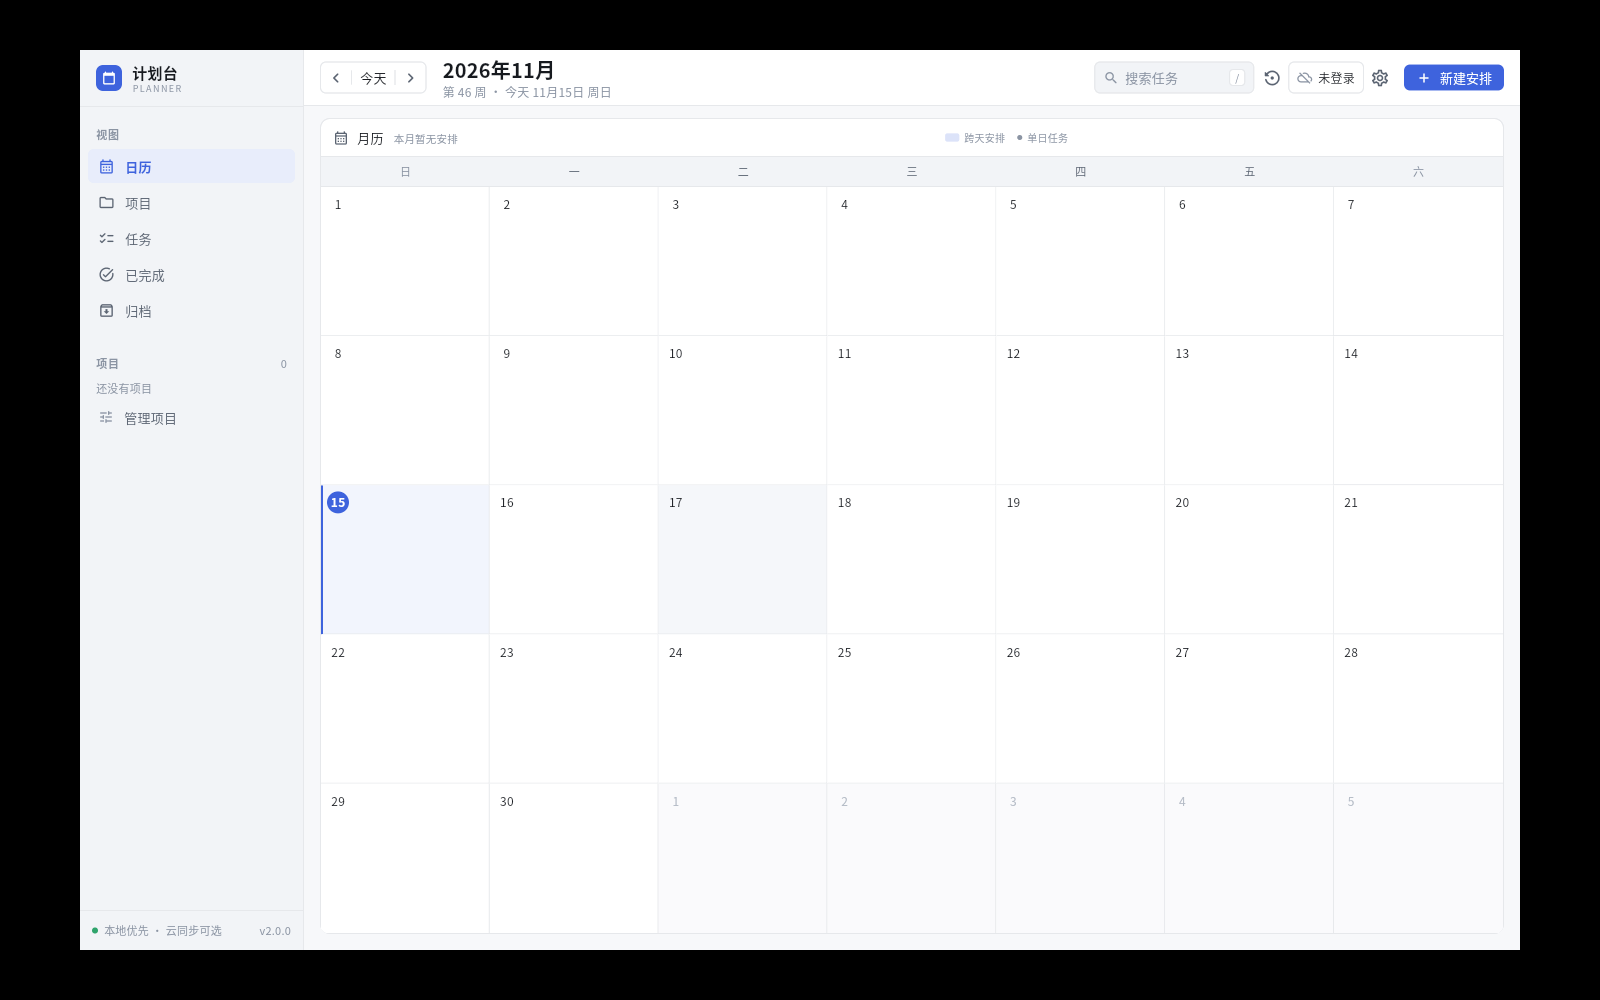 计划台
PLANNER
视图
日历
项目
任务
已完成
归档
项目 0
还没有项目
管理项目
本地优先 · 云同步可选 v2.0.0
今天
2026年11月
第 46 周 · 今天 11月15日 周日
搜索任务 /
未登录
新建安排
月历 本月暂无安排 跨天安排 单日任务
日 一 二 三 四 五 六
1 2 3 4 5 6 7
8 9 10 11 12 13 14
15 16 17 18 19 20 21
22 23 24 25 26 27 28
29 30 1 2 3 4 5